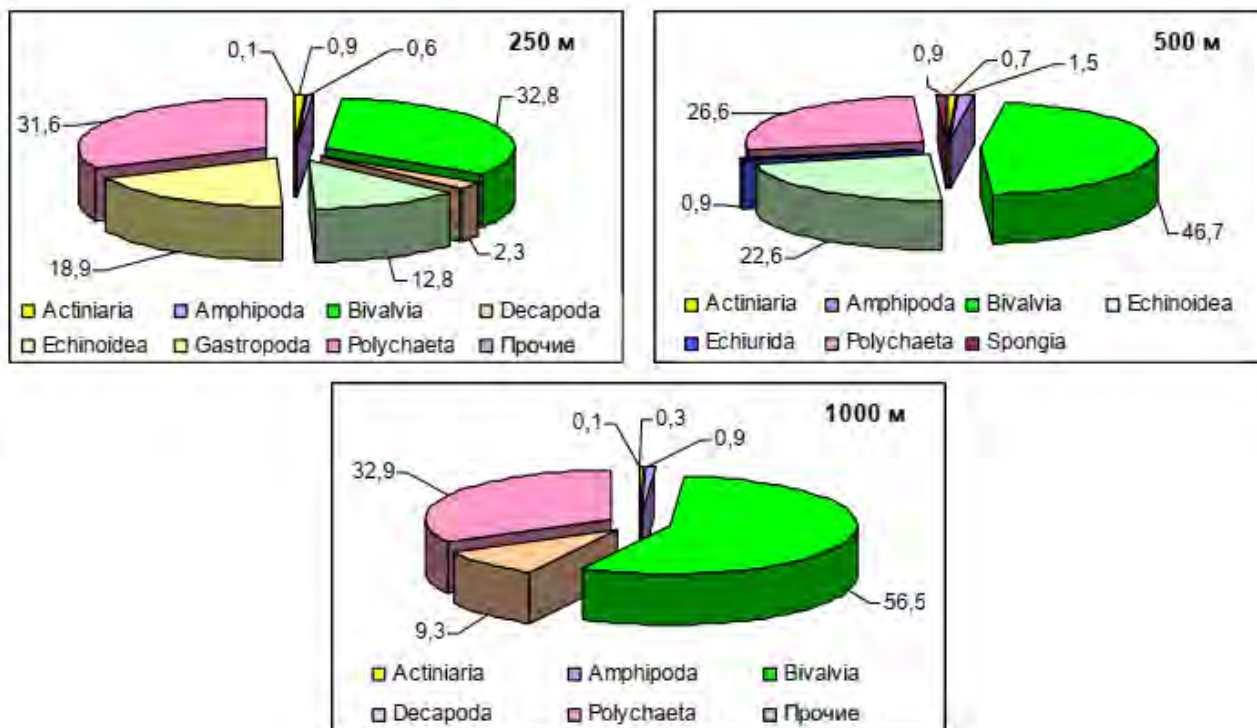 250 м
0,1
0,9
0,6
32,8
31,6
18,9
12,8
2,3
Actiniaria Amphipoda Bivalvia Decapoda
Echinoidea Gastropoda Polychaeta Прочие
500 м
0,9
0,7
1,5
26,6
0,9
22,6
46,7
Actiniaria Amphipoda Bivalvia Echinoidea
Echiurida Polychaeta Spongia
1000 м
0,1
0,3
0,9
32,9
9,3
56,5
Actiniaria Amphipoda Bivalvia
Decapoda Polychaeta Прочие